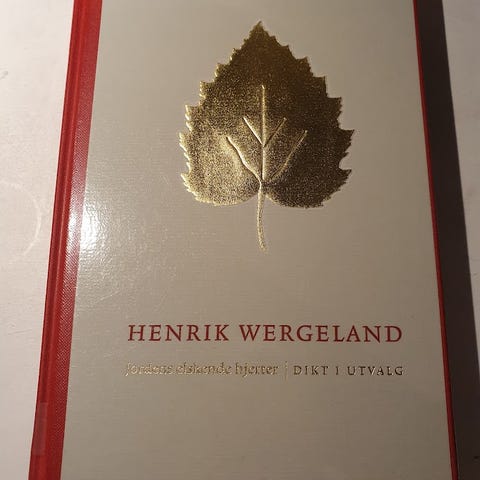 HENRIK WERGELAND
Jordens elskende hjerter | DIKT I UTVALG